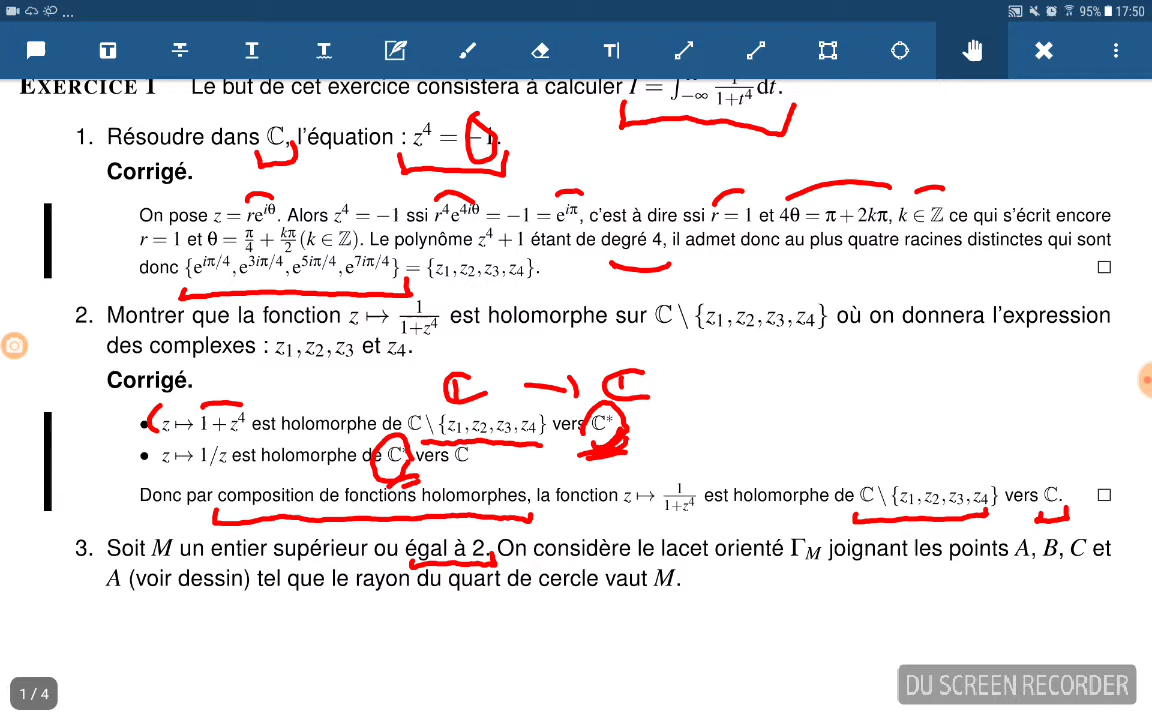 95% 17:50
EXERCICE 1 Le but de cet exercice consistera à calculer I = ∫_{−∞} 1/(1+t⁴) dt.
1. Résoudre dans ℂ, l'équation : z⁴ = −1.
Corrigé.
On pose z = re^{iθ}. Alors z⁴ = −1 ssi r⁴e^{4iθ} = −1 = e^{iπ}, c'est à dire ssi r = 1 et 4θ = π + 2kπ, k ∈ ℤ ce qui s'écrit encore
r = 1 et θ = π/4 + kπ/2 (k ∈ ℤ). Le polynôme z⁴ + 1 étant de degré 4, il admet donc au plus quatre racines distinctes qui sont
donc {e^{iπ/4}, e^{3iπ/4}, e^{5iπ/4}, e^{7iπ/4}} = {z₁, z₂, z₃, z₄}. □
2. Montrer que la fonction z ↦ 1/(1+z⁴) est holomorphe sur ℂ \ {z₁, z₂, z₃, z₄} où on donnera l'expression
des complexes : z₁, z₂, z₃ et z₄.
Corrigé.
ℂ → ℂ
• z ↦ 1 + z⁴ est holomorphe de ℂ \ {z₁, z₂, z₃, z₄} vers ℂ*
• z ↦ 1/z est holomorphe de ℂ* vers ℂ
Donc par composition de fonctions holomorphes, la fonction z ↦ 1/(1+z⁴) est holomorphe de ℂ \ {z₁, z₂, z₃, z₄} vers ℂ. □
3. Soit M un entier supérieur ou égal à 2. On considère le lacet orienté Γ_M joignant les points A, B, C et
A (voir dessin) tel que le rayon du quart de cercle vaut M.
1 / 4
DU SCREEN RECORDER